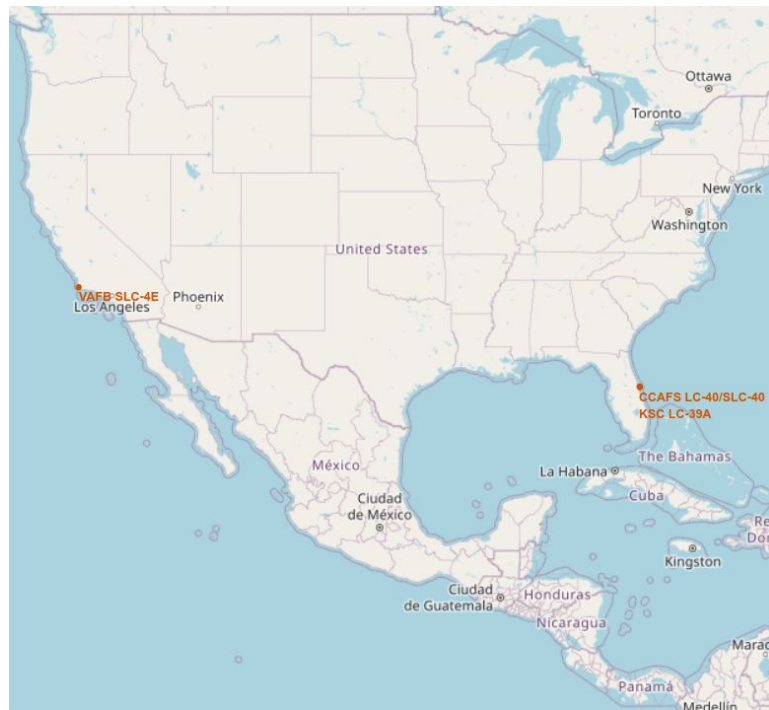 Ottawa
Toronto
New York
Washington
United States
VAFB SLC-4E
Phoenix
Los Angeles
CCAFS LC-40/SLC-40
KSC LC-39A
The Bahamas
México
La Habana
Cuba
Ciudad
de México
Kingston
Ciudad
de Guatemala
Honduras
Nicaragua
Panamá
Medellín